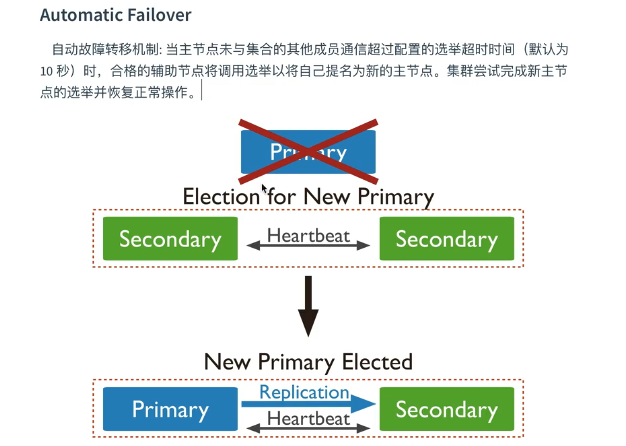 Automatic Failover
自动故障转移机制: 当主节点未与集合的其他成员通信超过配置的选举超时时间（默认为
10 秒）时，合格的辅助节点将调用选举以将自己提名为新的主节点。集群尝试完成新主节
点的选举并恢复正常操作。
Primary
Election for New Primary
Secondary
Heartbeat
Secondary
New Primary Elected
Primary
Replication
Heartbeat
Secondary